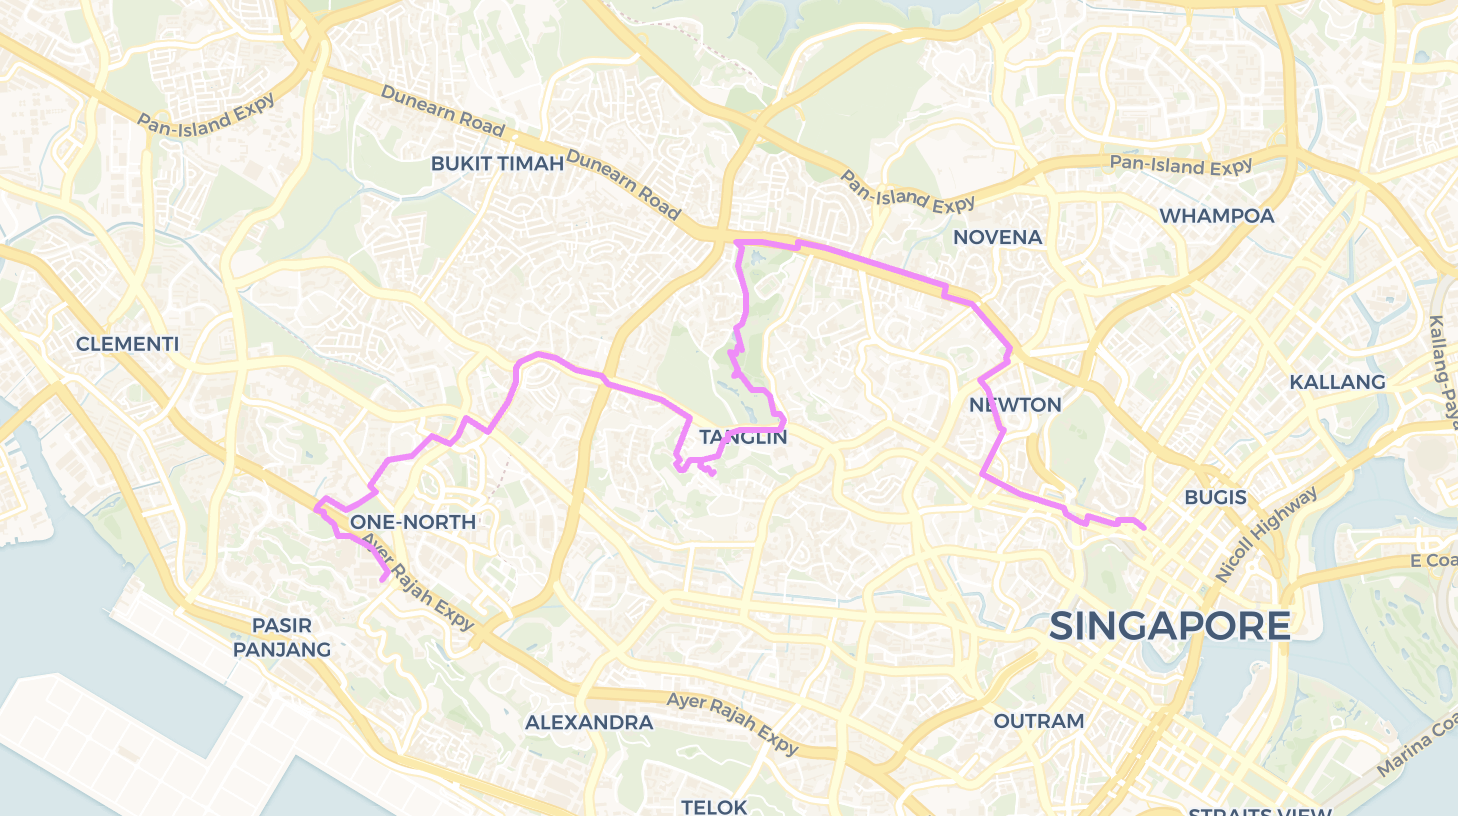 Pan-Island Expy
Dunearn Road
BUKIT TIMAH
Dunearn Road
Pan-Island Expy
Pan-Island Expy
WHAMPOA
NOVENA
CLEMENTI
KALLANG
Kallang-Paya
NEWTON
TANGLIN
BUGIS
Nicoll Highway
ONE-NORTH
Ayer Rajah Expy
E Coa
SINGAPORE
PASIR
PANJANG
Ayer Rajah Expy
ALEXANDRA
OUTRAM
Marina Coa
TELOK
STRAITS VIEW